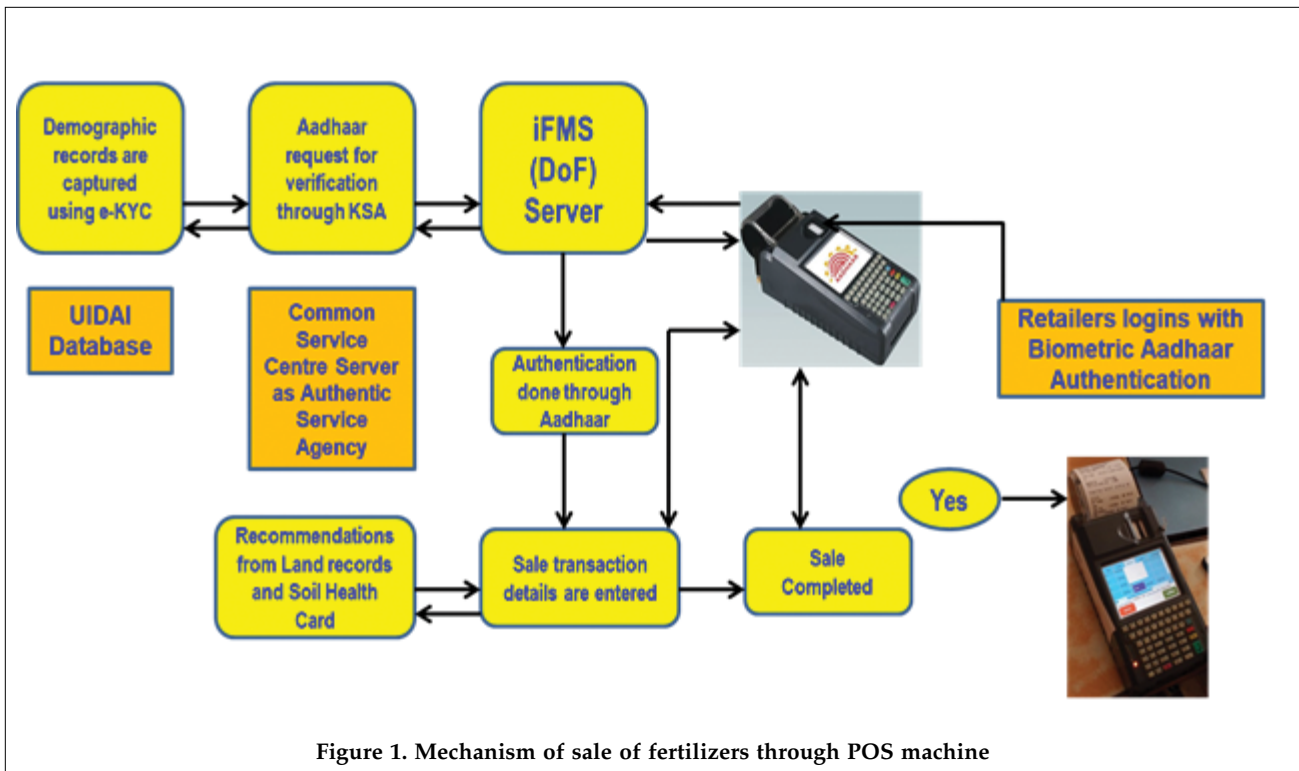 Demographic
records are
captured
using e-KYC
Aadhaar
request for
verification
through KSA
iFMS
(DoF)
Server
AADHAAR
UIDAI
Database
Common
Service
Centre Server
as Authentic
Service
Agency
Authentication
done through
Aadhaar
Retailers logins with
Biometric Aadhaar
Authentication
Yes
Recommendations
from Land records
and Soil Health
Card
Sale transaction
details are entered
Sale
Completed
Figure 1. Mechanism of sale of fertilizers through POS machine